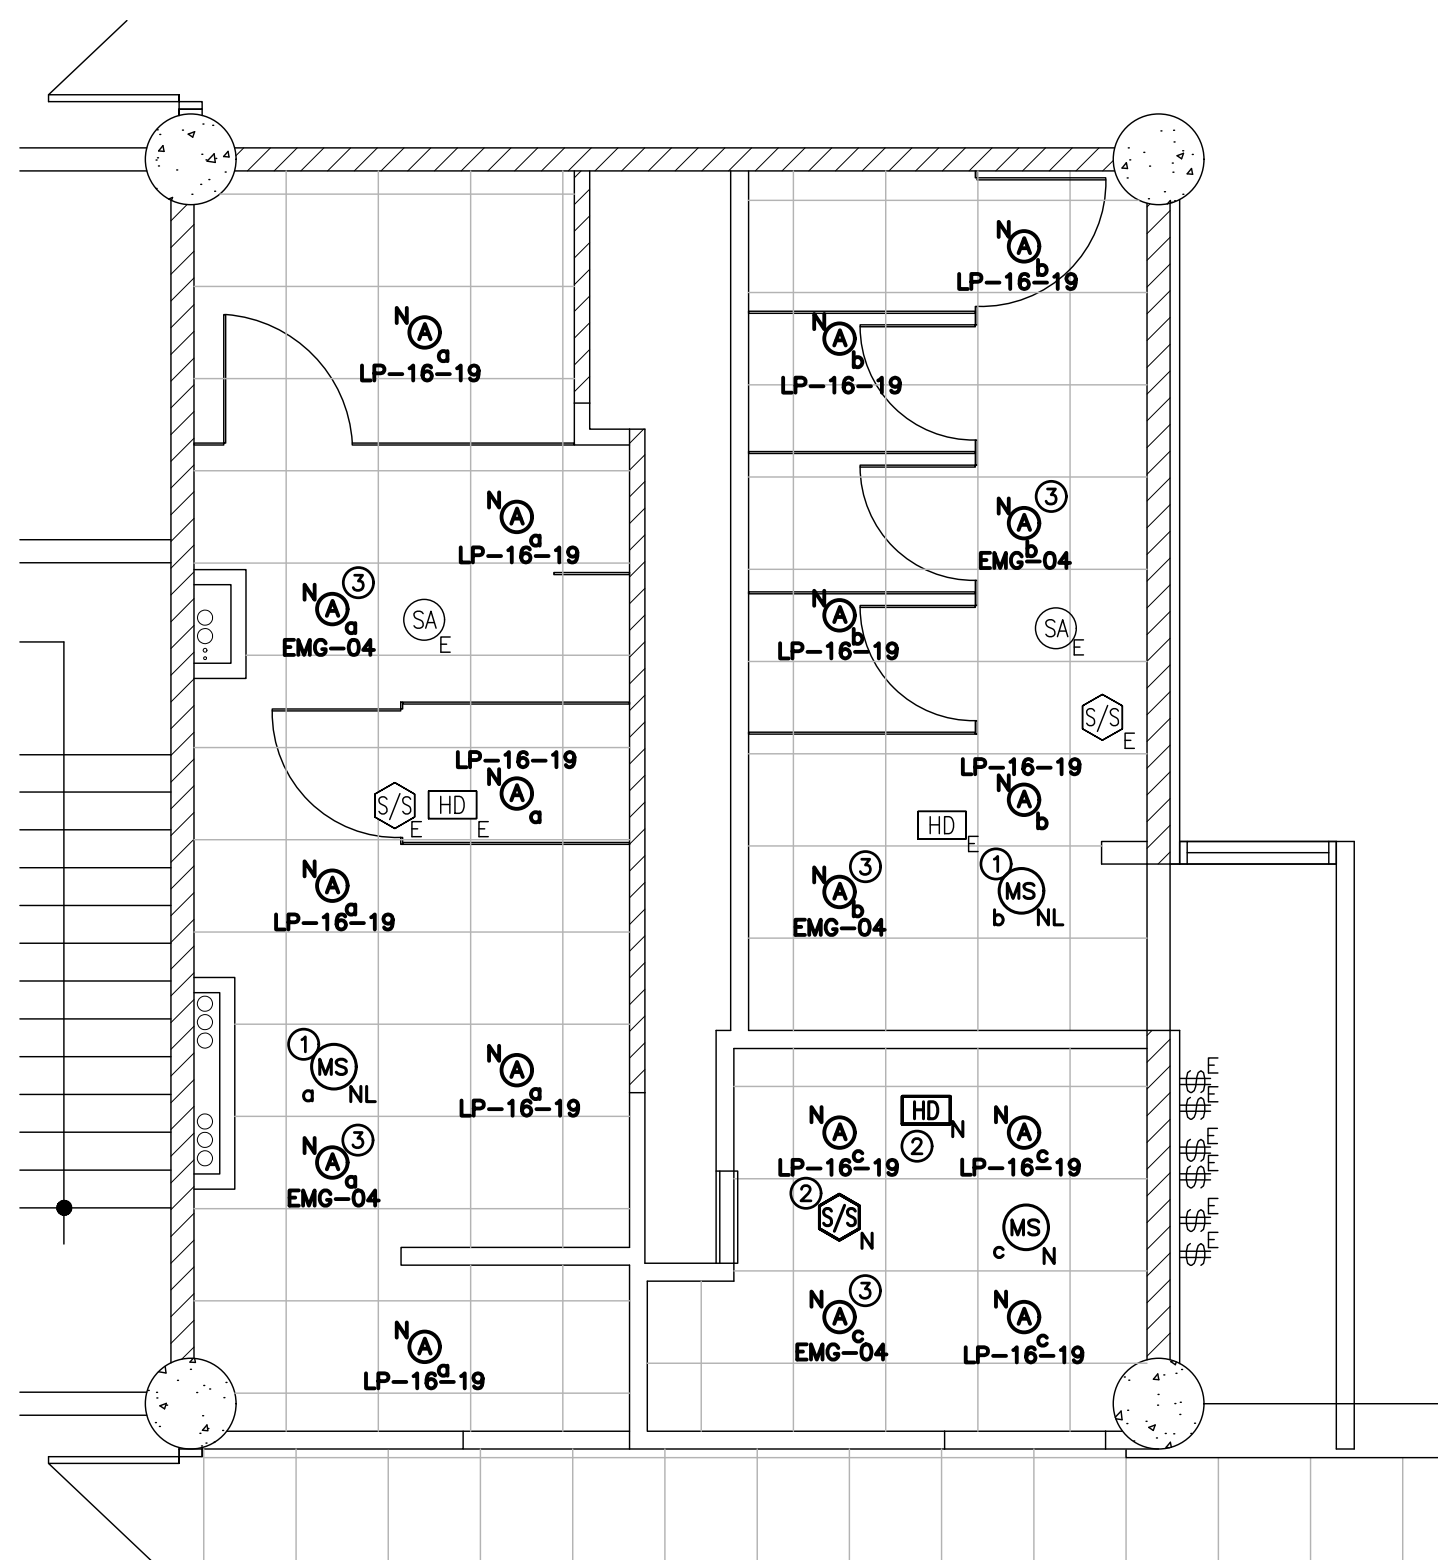 N A b
LP-16-19
N A a
LP-16-19
N A b
LP-16-19
N A a
LP-16-19
3
N A b
EMG-04
3
N A a
EMG-04
SA E
N A b
LP-16-19
SA E
S/S E
LP-16-19
N A a
S/S E
HD E
LP-16-19
N A b
HD E
N A a
LP-16-19
3
N A b
EMG-04
1
MS
b NL
1
MS
a NL
N A a
LP-16-19
3
N A a
EMG-04
N A c
LP-16-19
HD N
2
N A c
LP-16-19
2
S/S N
MS
c N
$ E
$ E
$ E
$ E
$ E
$ E
3
N A c
EMG-04
N A c
LP-16-19
N A a
LP-16-19